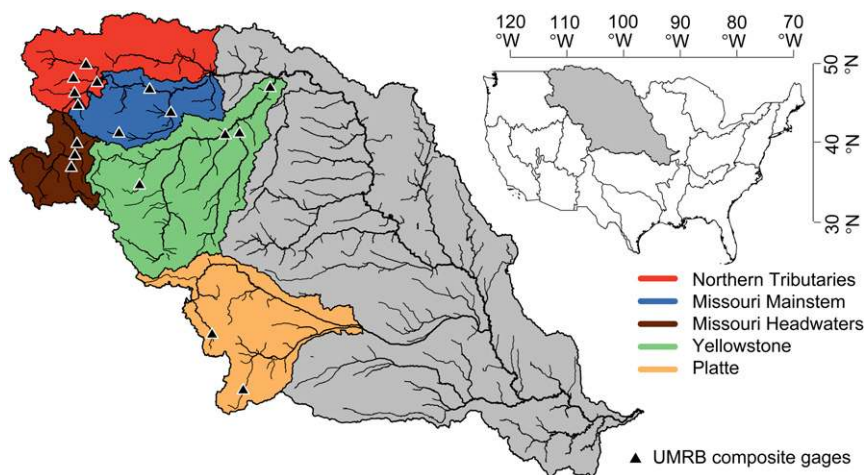 120 110 100 90 80 70
°W °W °W °W °W °W
50°N
40°N
30°N
Northern Tributaries
Missouri Mainstem
Missouri Headwaters
Yellowstone
Platte
UMRB composite gages